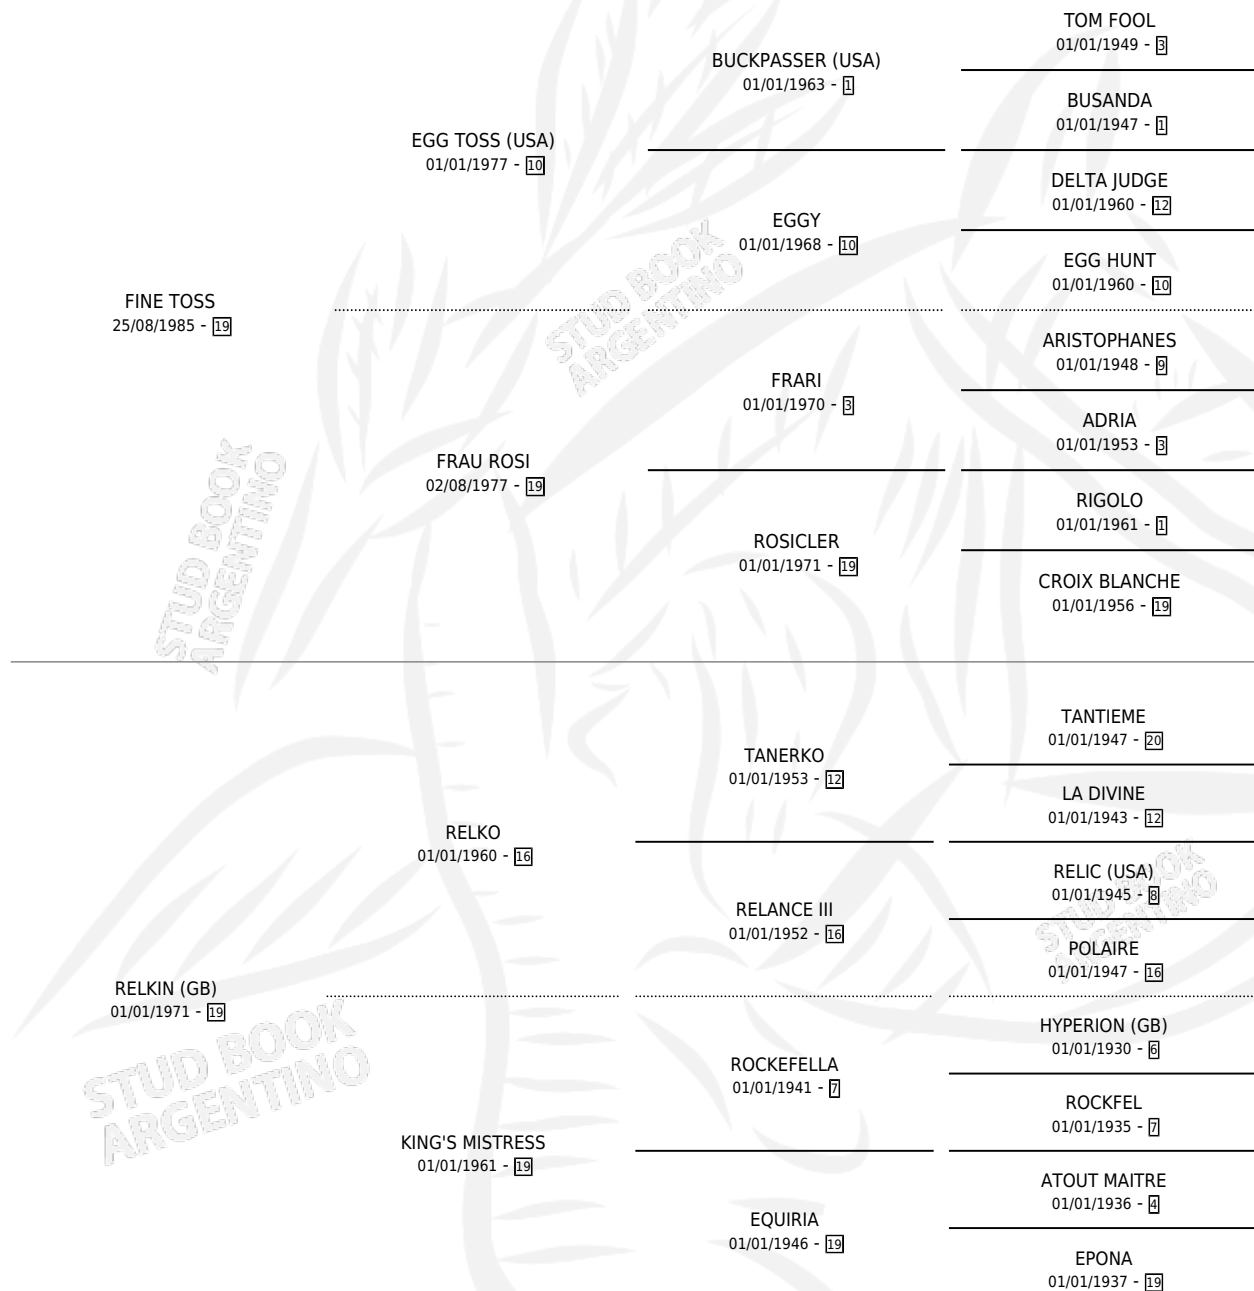 TOM FOOL
01/01/1949 - 3
BUCKPASSER (USA)
01/01/1963 - 1
BUSANDA
01/01/1947 - 1
EGG TOSS (USA)
01/01/1977 - 10
DELTA JUDGE
01/01/1960 - 12
EGGY
01/01/1968 - 10
EGG HUNT
01/01/1960 - 10
FINE TOSS
25/08/1985 - 19
STUD BOOK
ARGENTINO
ARISTOPHANES
01/01/1948 - 9
FRARI
01/01/1970 - 3
ADRIA
01/01/1953 - 3
FRAU ROSI
02/08/1977 - 19
RIGOLO
01/01/1961 - 1
ROSICLER
01/01/1971 - 19
CROIX BLANCHE
01/01/1956 - 19
STUD BOOK
ARGENTINO
TANTIEME
01/01/1947 - 20
TANERKO
01/01/1953 - 12
LA DIVINE
01/01/1943 - 12
RELKO
01/01/1960 - 16
RELIC (USA)
01/01/1945 - 8
RELANCE III
01/01/1952 - 16
POLAIRE
01/01/1947 - 16
STUD BOOK
ARGENTINO
RELKIN (GB)
01/01/1971 - 19
STUD BOOK
ARGENTINO
HYPERION (GB)
01/01/1930 - 6
ROCKEFELLA
01/01/1941 - 7
ROCKFEL
01/01/1935 - 7
KING'S MISTRESS
01/01/1961 - 19
ATOUT MAITRE
01/01/1936 - 4
EQUIRIA
01/01/1946 - 19
EPONA
01/01/1937 - 19